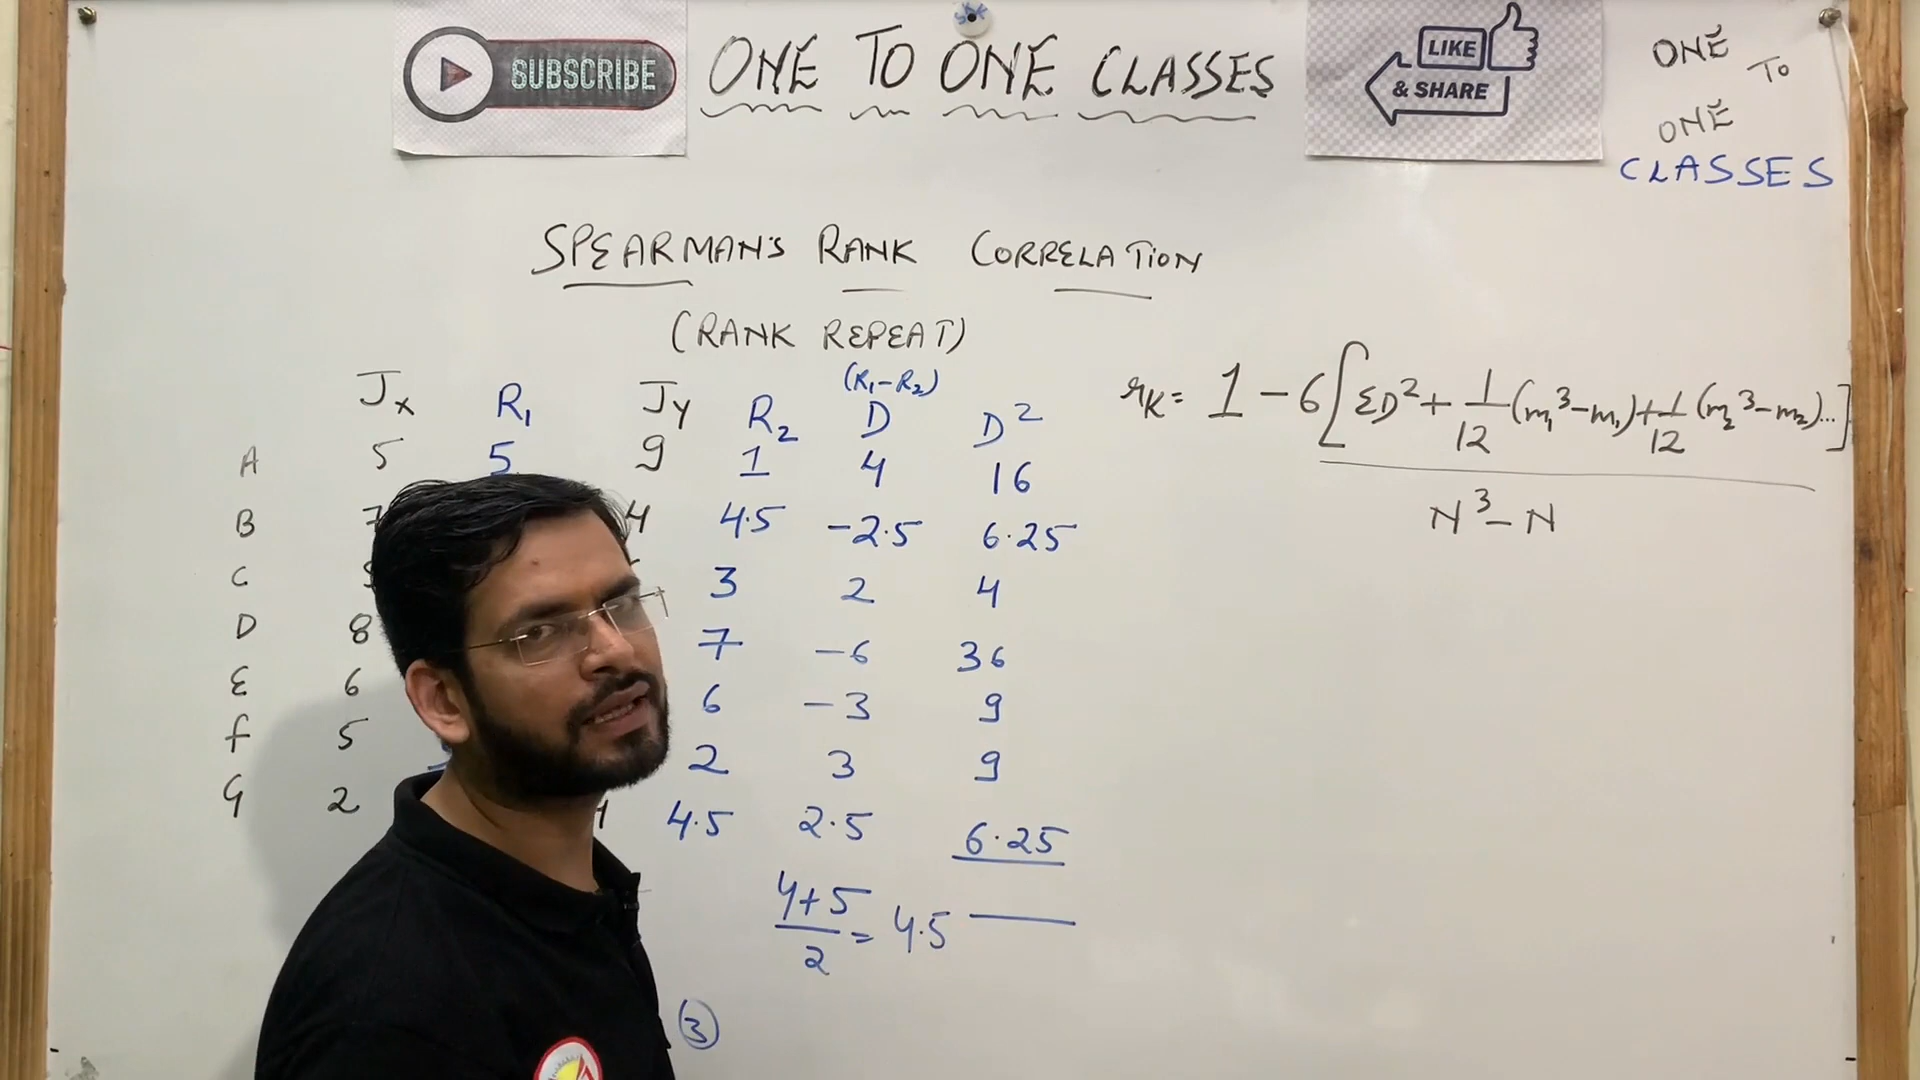 SUBSCRIBE
ONE TO ONE CLASSES
LIKE
& SHARE
ONE TO
ONE
CLASSES
SPEARMAN'S RANK CORRELATION
(RANK REPEAT)
(R₁-R₂)
Jx R₁ Jy R₂ D D²
rK = 1 - 6[ΣD² + 1/12 (m₁³-m₁) + 1/12 (m₂³-m₂)...]
N³-N
A 5 5 9 1 4 16
B 7 4 4.5 -2.5 6.25
C 3 2 4
D 8 7 -6 36
E 6 6 -3 9
F 5 2 3 9
G 2 4.5 2.5 6.25
4+5
2 = 4.5
3